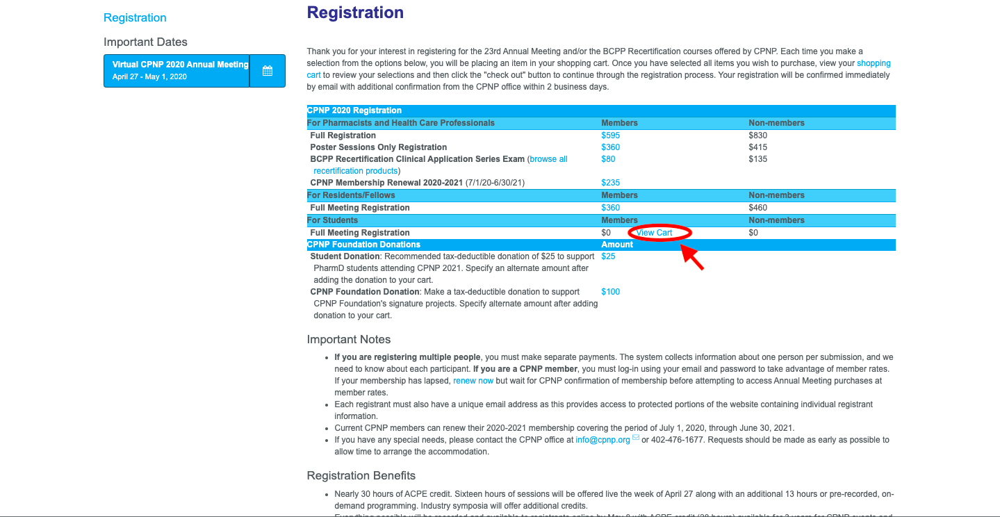 Registration
Important Dates
Virtual CPNP 2020 Annual Meeting
April 27 - May 1, 2020
Registration
Thank you for your interest in registering for the 23rd Annual Meeting and/or the BCPP Recertification courses offered by CPNP. Each time you make a
selection from the options below, you will be placing an item in your shopping cart. Once you have selected all items you wish to purchase, view your shopping
cart to review your selections and then click the "check out" button to continue through the registration process. Your registration will be confirmed immediately
by email with additional confirmation from the CPNP office within 2 business days.
CPNP 2020 Registration
For Pharmacists and Health Care Professionals Members Non-members
Full Registration $595 $830
Poster Sessions Only Registration $360 $415
BCPP Recertification Clinical Application Series Exam (browse all $80 $135
recertification products)
CPNP Membership Renewal 2020-2021 (7/1/20-6/30/21) $235
For Residents/Fellows Members Non-members
Full Meeting Registration $360 $460
For Students Members Non-members
Full Meeting Registration $0 View Cart $0
CPNP Foundation Donations Amount
Student Donation: Recommended tax-deductible donation of $25 to support $25
PharmD students attending CPNP 2021. Specify an alternate amount after
adding the donation to your cart.
CPNP Foundation Donation: Make a tax-deductible donation to support $100
CPNP Foundation's signature projects. Specify alternate amount after adding
donation to your cart.
Important Notes
• If you are registering multiple people, you must make separate payments. The system collects information about one person per submission, and we
need to know about each participant. If you are a CPNP member, you must log-in using your email and password to take advantage of member rates.
If your membership has lapsed, renew now but wait for CPNP confirmation of membership before attempting to access Annual Meeting purchases at
member rates.
• Each registrant must also have a unique email address as this provides access to protected portions of the website containing individual registrant
information.
• Current CPNP members can renew their 2020-2021 membership covering the period of July 1, 2020, through June 30, 2021.
• If you have any special needs, please contact the CPNP office at info@cpnp.org or 402-476-1677. Requests should be made as early as possible to
allow time to arrange the accommodation.
Registration Benefits
• Nearly 30 hours of ACPE credit. Sixteen hours of sessions will be offered live the week of April 27 along with an additional 13 hours or pre-recorded, on-
demand programming. Industry symposia will offer additional credits.